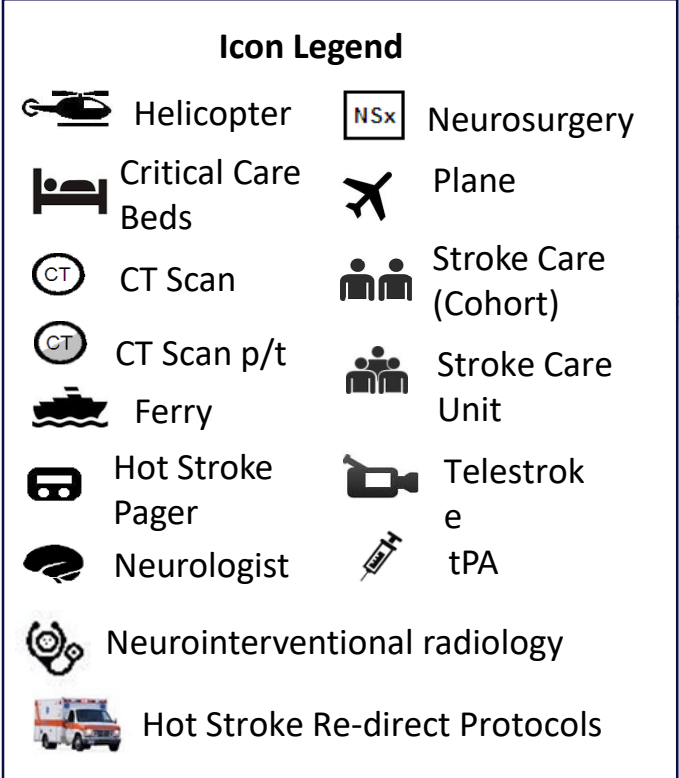 Icon Legend
Helicopter
NSx
Neurosurgery
Critical Care
Beds
Plane
CT
CT Scan
Stroke Care
(Cohort)
CT
CT Scan p/t
Stroke Care
Unit
Ferry
Hot Stroke
Pager
Telestrok
e
Neurologist
tPA
Neurointerventional radiology
Hot Stroke Re-direct Protocols